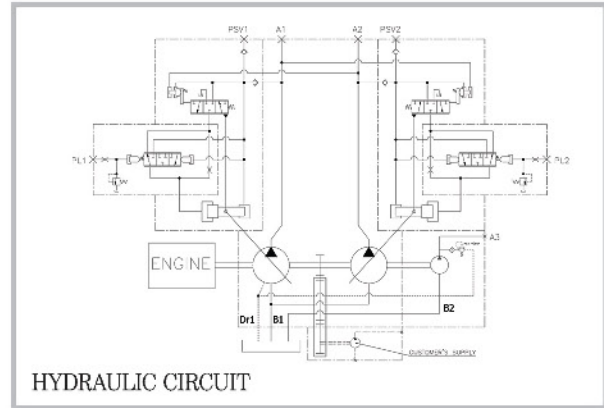 PSV1 A1 A2 PSV2
PL1 PL2
A3
ENGINE
Dr1 B1 B2
CUSTOMER'S SUPPLY
HYDRAULIC CIRCUIT